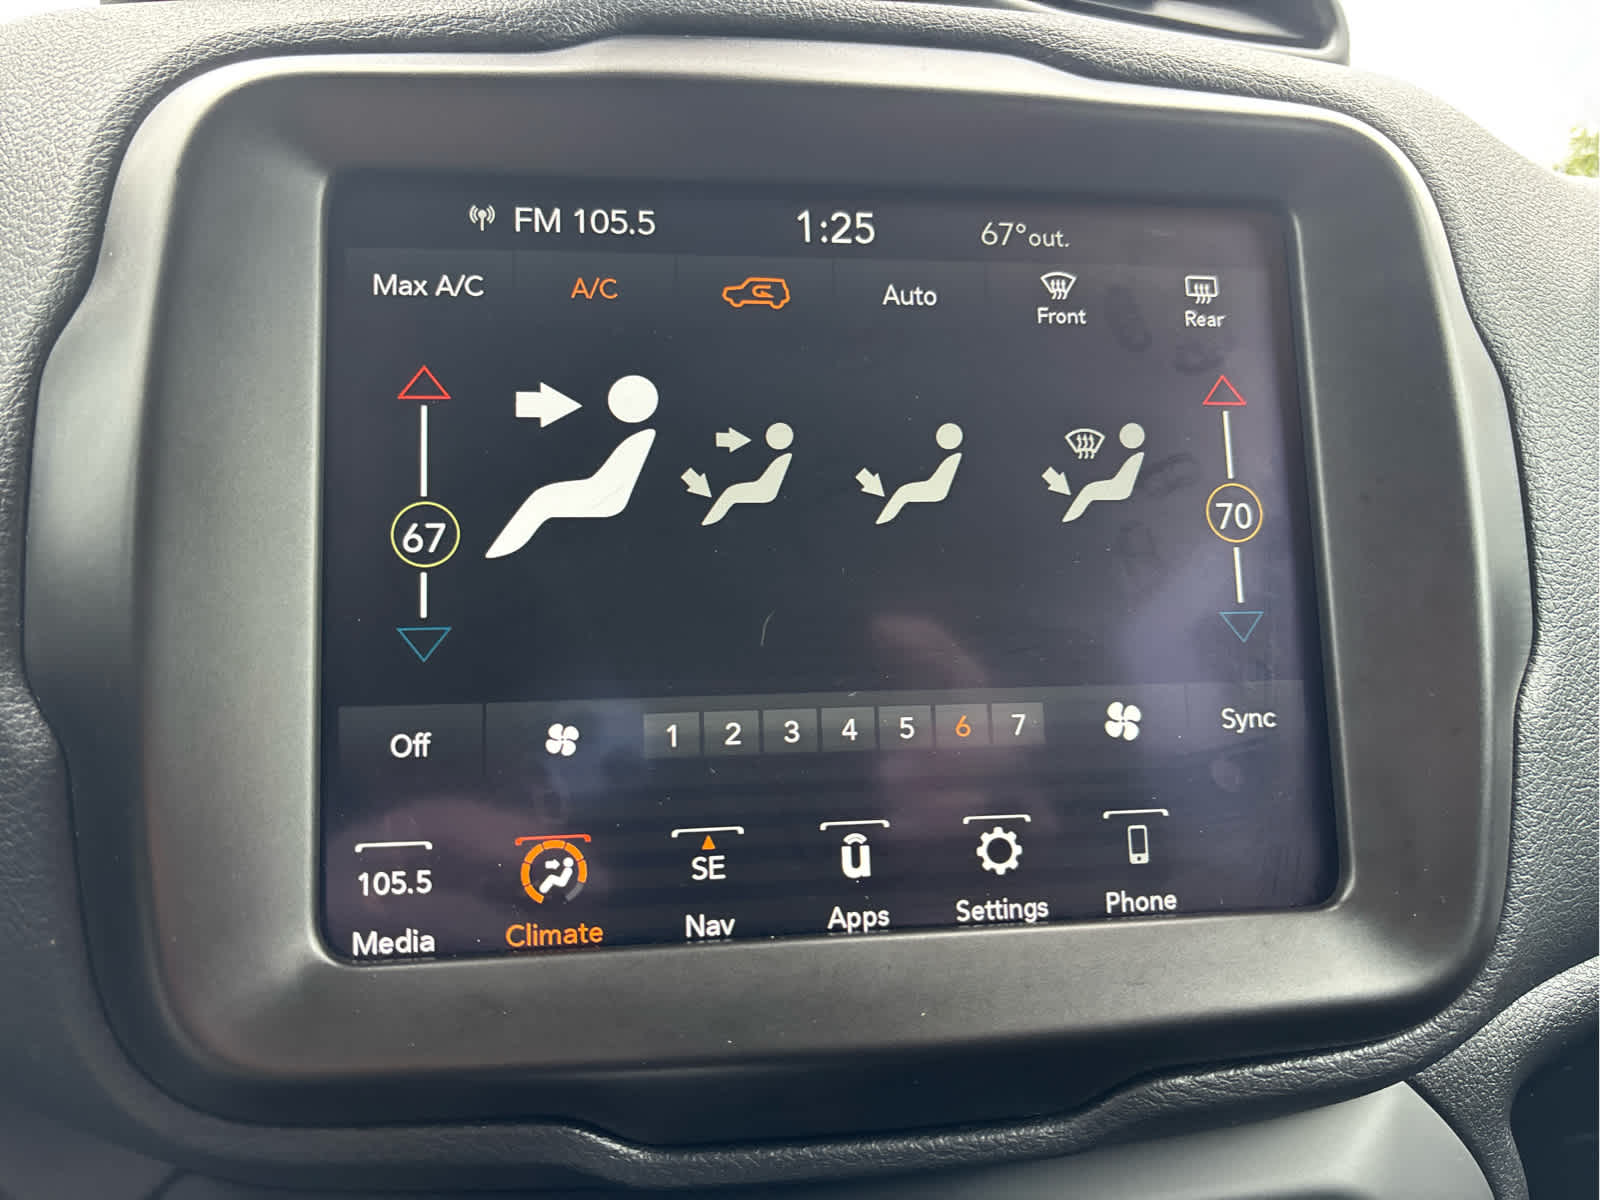 FM 105.5 1:25 67°out.
Max A/C A/C Auto Front Rear
67 70
Off 1 2 3 4 5 6 7 Sync
105.5 SE
Media Climate Nav Apps Settings Phone